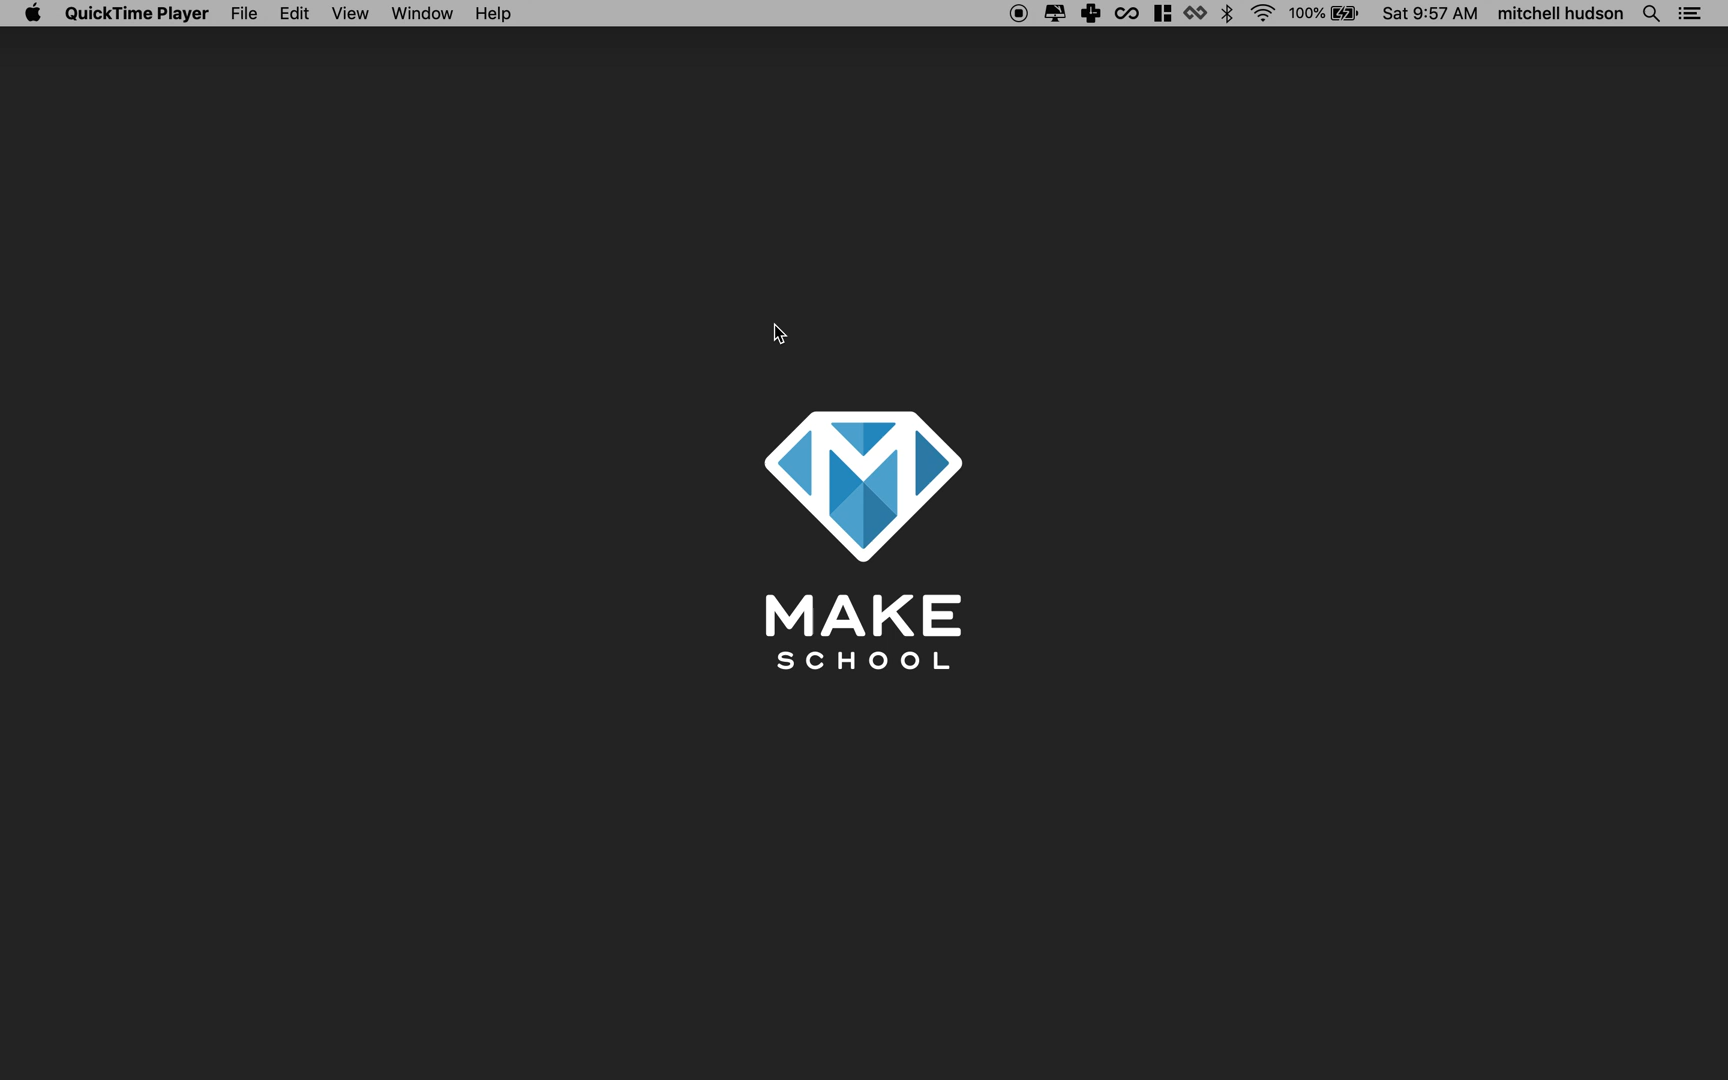 QuickTime Player File Edit View Window Help 100% Sat 9:57 AM mitchell hudson
MAKE
SCHOOL